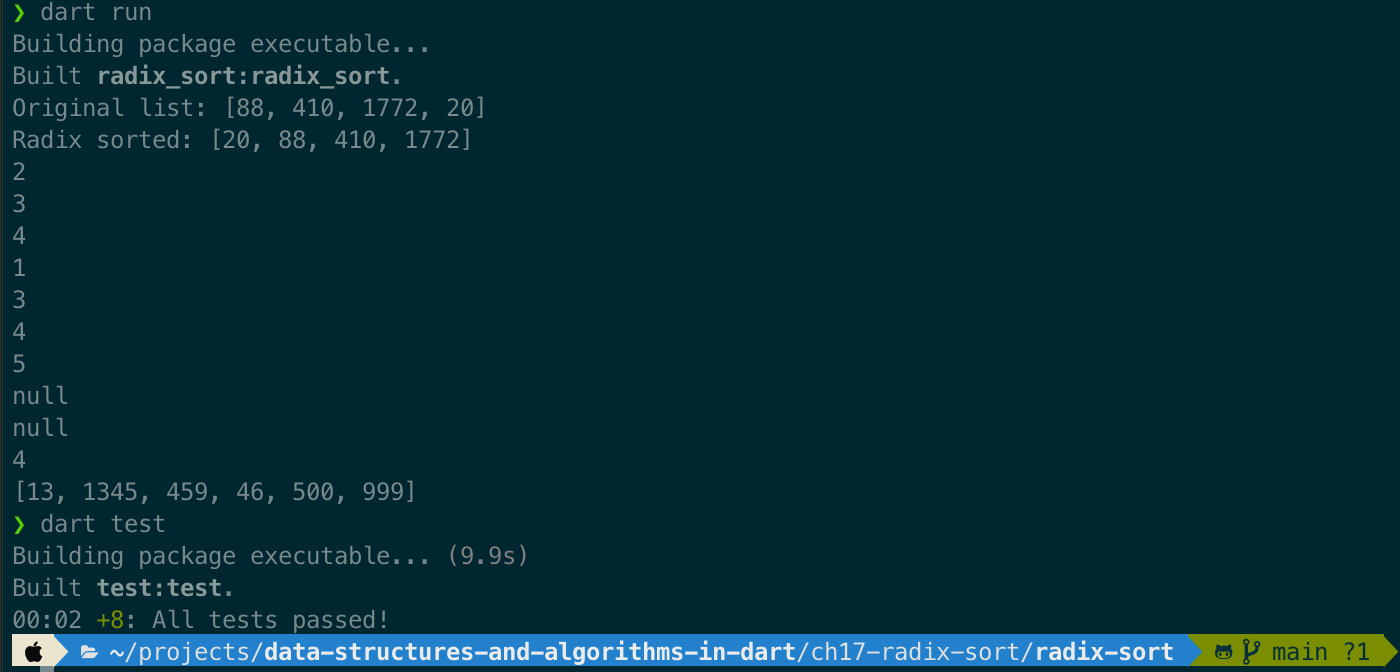 ❯ dart run
Building package executable...
Built radix_sort:radix_sort.
Original list: [88, 410, 1772, 20]
Radix sorted: [20, 88, 410, 1772]
2
3
4
1
3
4
5
null
null
4
[13, 1345, 459, 46, 500, 999]
❯ dart test
Building package executable... (9.9s)
Built test:test.
00:02 +8: All tests passed!
~/projects/data-structures-and-algorithms-in-dart/ch17-radix-sort/radix-sort main ?1